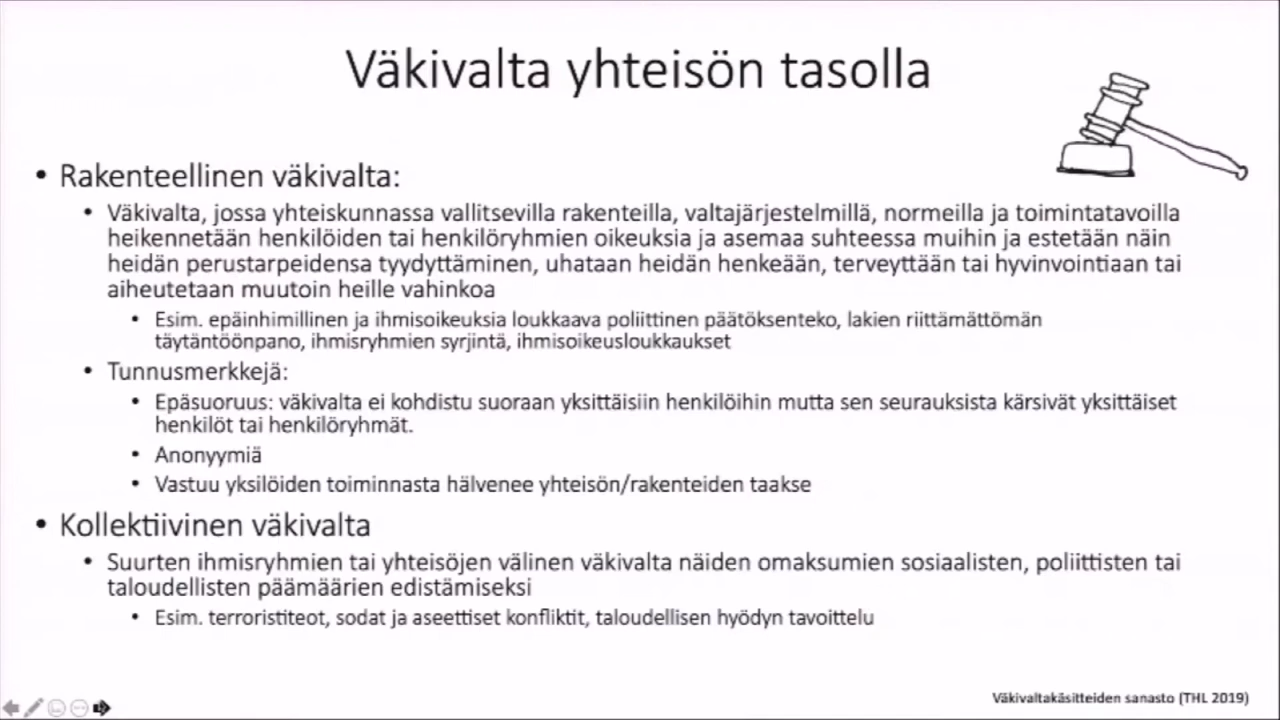 Väkivalta yhteisön tasolla
• Rakenteellinen väkivalta:
• Väkivalta, jossa yhteiskunnassa vallitsevilla rakenteilla, valtajärjestelmillä, normeilla ja toimintatavoilla
heikennetään henkilöiden tai henkilöryhmien oikeuksia ja asemaa suhteessa muihin ja estetään näin
heidän perustarpeidensa tyydyttäminen, uhataan heidän henkeään, terveyttään tai hyvinvointiaan tai
aiheutetaan muutoin heille vahinkoa
• Esim. epäinhimillinen ja ihmisoikeuksia loukkaava poliittinen päätöksenteko, lakien riittämättömän
täytäntöönpano, ihmisryhmien syrjintä, ihmisoikeusloukkaukset
• Tunnusmerkkejä:
• Epäsuoruus: väkivalta ei kohdistu suoraan yksittäisiin henkilöihin mutta sen seurauksista kärsivät yksittäiset
henkilöt tai henkilöryhmät.
• Anonyymiä
• Vastuu yksilöiden toiminnasta hälvenee yhteisön/rakenteiden taakse
• Kollektiivinen väkivalta
• Suurten ihmisryhmien tai yhteisöjen välinen väkivalta näiden omaksumien sosiaalisten, poliittisten tai
taloudellisten päämäärien edistämiseksi
• Esim. terroristiteot, sodat ja aseettiset konfliktit, taloudellisen hyödyn tavoittelu
Väkivaltakäsitteiden sanasto (THL 2019)